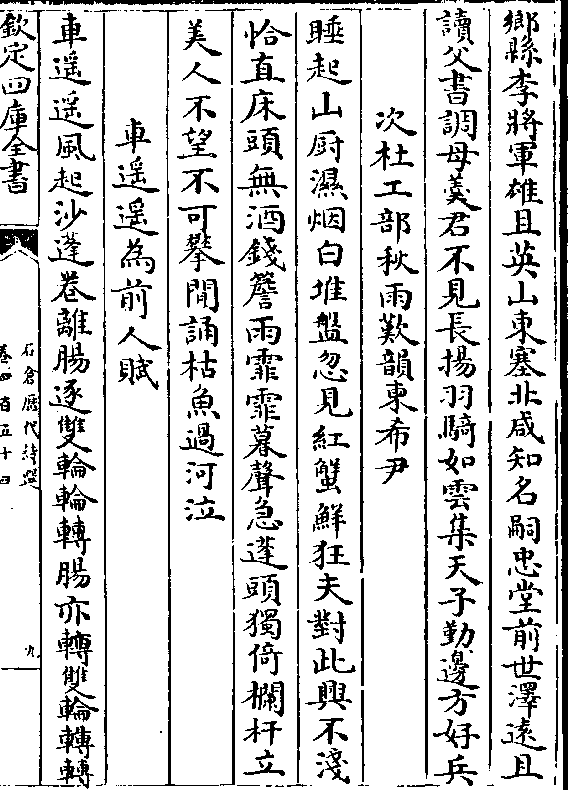 鄉縣李將軍雄且英山東塞北咸知名嗣忠堂前世澤遠且
讀父書調母羹君不見長揚羽騎如雲集天子勤邊方好兵
次杜工部秋雨歎韻東希尹
睡起山厨濕烟白堆盤忽見紅蟹鮮狂夫對此興不淺
恰直床頭無酒錢簷雨霏霏暮聲急蓬頭獨倚欄杆立
美人不望不可攀閒誦枯魚過河泣
車遥遥為前人賦
車遥遥風起沙蓬卷離腸逐雙輪輪轉腸亦轉雙輪轉轉
欽定四庫全書
石倉歷代詩選
卷四百五十四
九